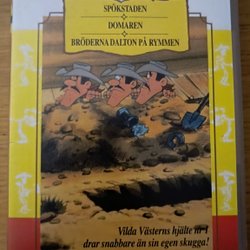 SPÖKSTADEN
DOMAREN
BRÖDERNA DALTON PÅ RYMMEN
Vilda Västerns hjälte nr 1
drar snabbare än sin egen skugga!